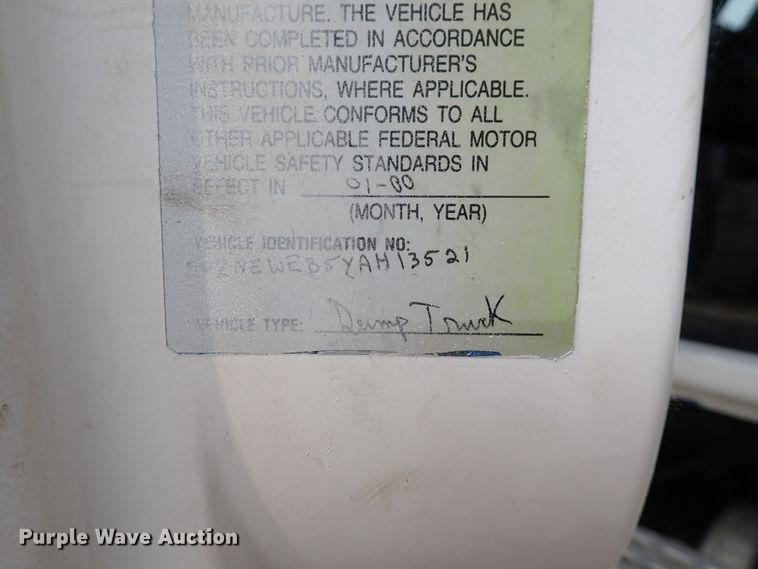 MANUFACTURE. THE VEHICLE HAS
BEEN COMPLETED IN ACCORDANCE
WITH PRIOR MANUFACTURER'S
INSTRUCTIONS, WHERE APPLICABLE.
THIS VEHICLE CONFORMS TO ALL
OTHER APPLICABLE FEDERAL MOTOR
VEHICLE SAFETY STANDARDS IN
EFFECT IN 01-00
(MONTH, YEAR)
VEHICLE IDENTIFICATION NO:
VEHICLE TYPE: Dump Truck
Purple Wave Auction